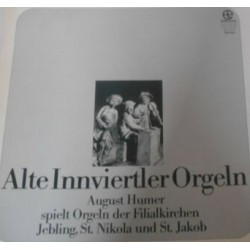 Alte Innviertler Orgeln
August Humer
spielt Orgeln der Filialkirchen
Jebling, St. Nikola und St. Jakob